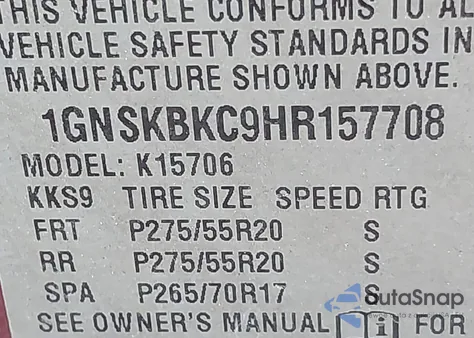 THIS VEHICLE CONFORMS TO AL
VEHICLE SAFETY STANDARDS IN
MANUFACTURE SHOWN ABOVE.
1GNSKBKC9HR157708
MODEL: K15706
KKS9 TIRE SIZE SPEED RTG
FRT P275/55R20 S
RR P275/55R20 S
SPA P265/70R17 S
AutoSnap
SEE OWNER'S MANUAL i FOR